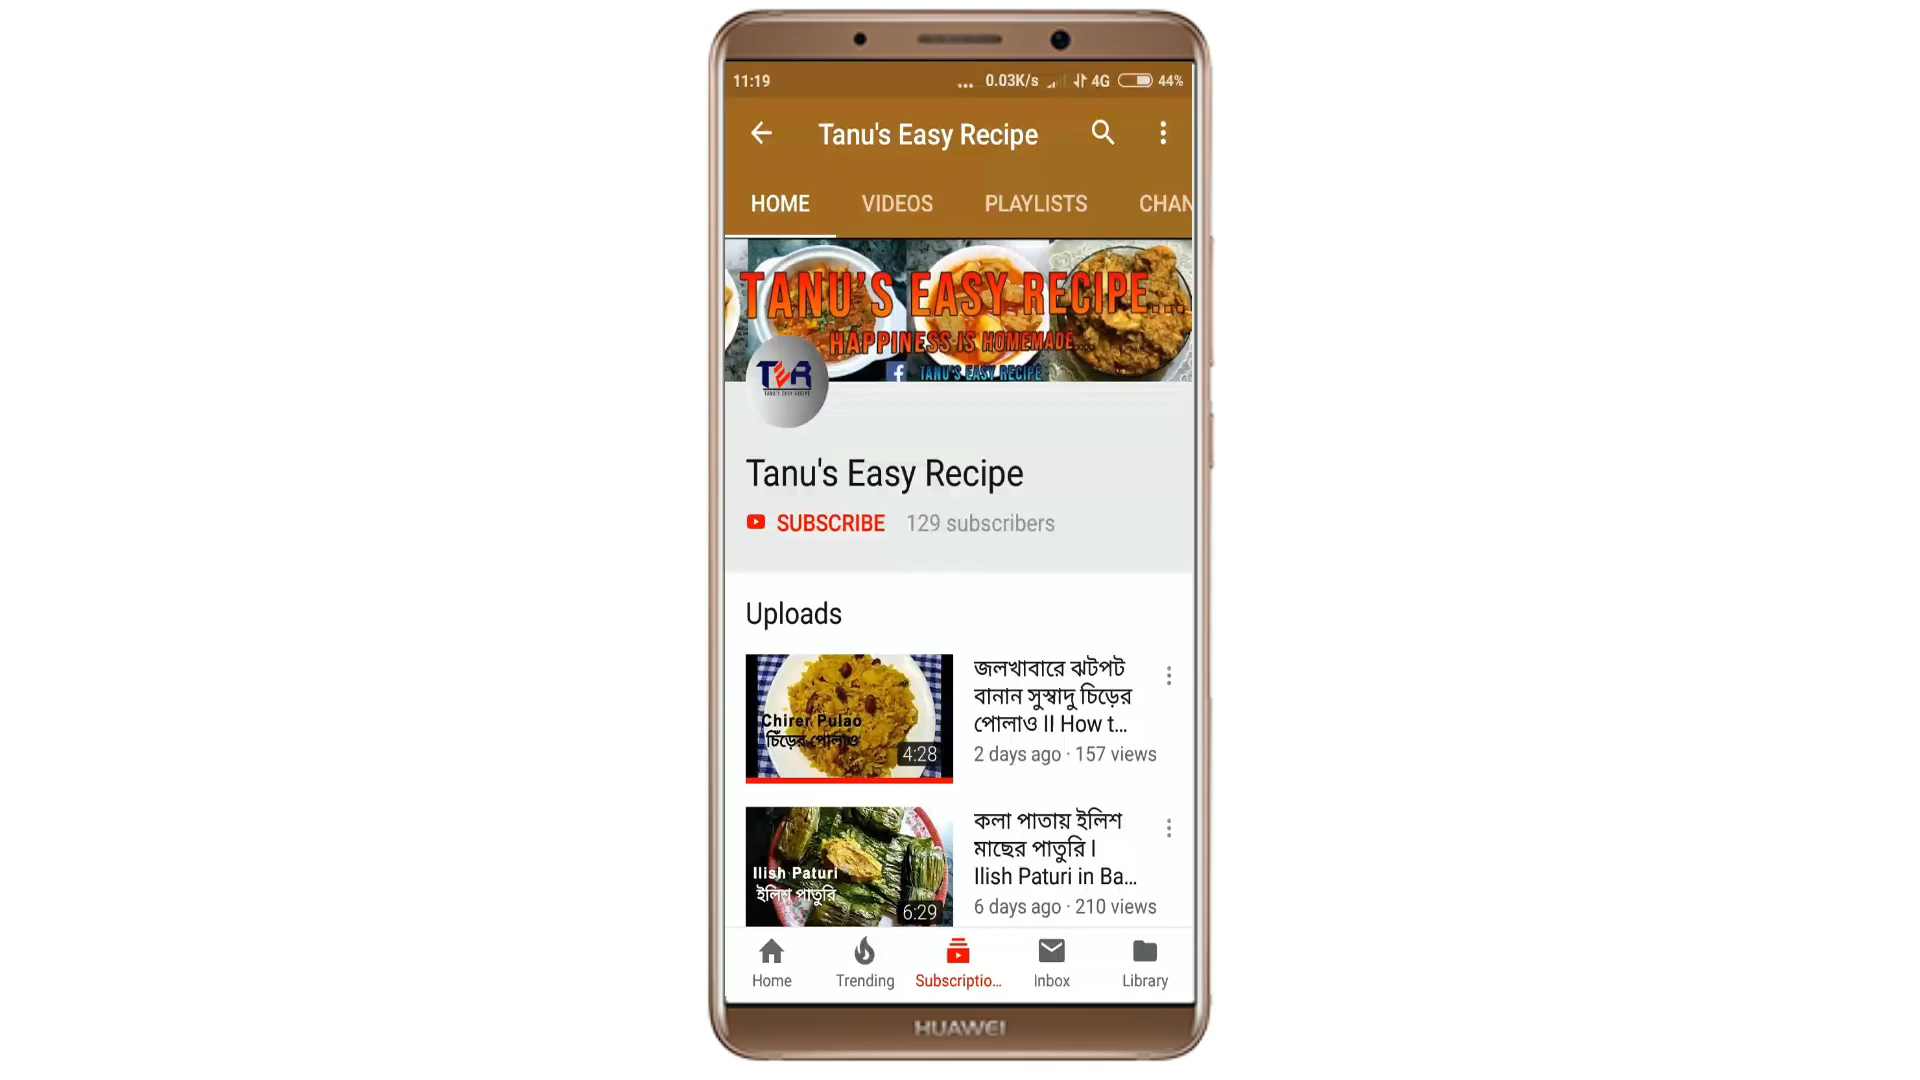 11:19
... 0.03K/s 4G 44%
Tanu's Easy Recipe
HOME VIDEOS PLAYLISTS CHAN
TANU'S EASY RECIPE...
HAPPINESS IS HOMEMADE...
f TANU'S EASY RECIPE
TER
TANU'S EASY RECIPE
Tanu's Easy Recipe
SUBSCRIBE 129 subscribers
Uploads
Chirer Pulao
চিঁড়ের পোলাও
4:28
জলখাবারে ঝটপট
বানান সুস্বাদু চিড়ের
পোলাও II How t...
2 days ago · 157 views
Ilish Paturi
ইলিশ পাতুরি
6:29
কলা পাতায় ইলিশ
মাছের পাতুরি l
Ilish Paturi in Ba...
6 days ago · 210 views
Home Trending Subscriptio... Inbox Library
HUAWEI